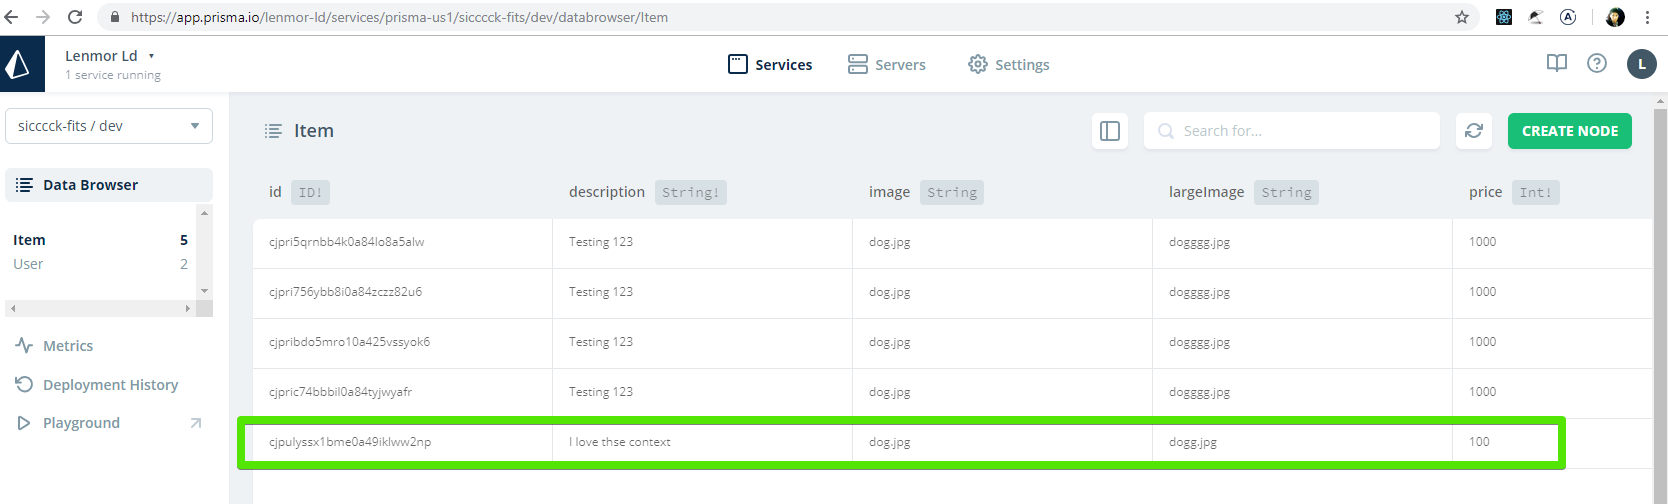 https://app.prisma.io/lenmor-ld/services/prisma-us1/sicccck-fits/dev/databrowser/Item
Lenmor Ld
1 service running
Services
Servers
Settings
L
sicccck-fits / dev
Item
Search for...
CREATE NODE
Data Browser
Item 5
User 2
Metrics
Deployment History
Playground
id ID! description String! image String largeImage String price Int!
cjpri5qrnbb4k0a84lo8a5alw Testing 123 dog.jpg dogggg.jpg 1000
cjpri756ybb8i0a84zczz82u6 Testing 123 dog.jpg dogggg.jpg 1000
cjpribdo5mro10a425vssyok6 Testing 123 dog.jpg dogggg.jpg 1000
cjpric74bbbil0a84tyjwyafr Testing 123 dog.jpg dogggg.jpg 1000
cjpulyssx1bme0a49iklww2np I love thse context dog.jpg dogg.jpg 100